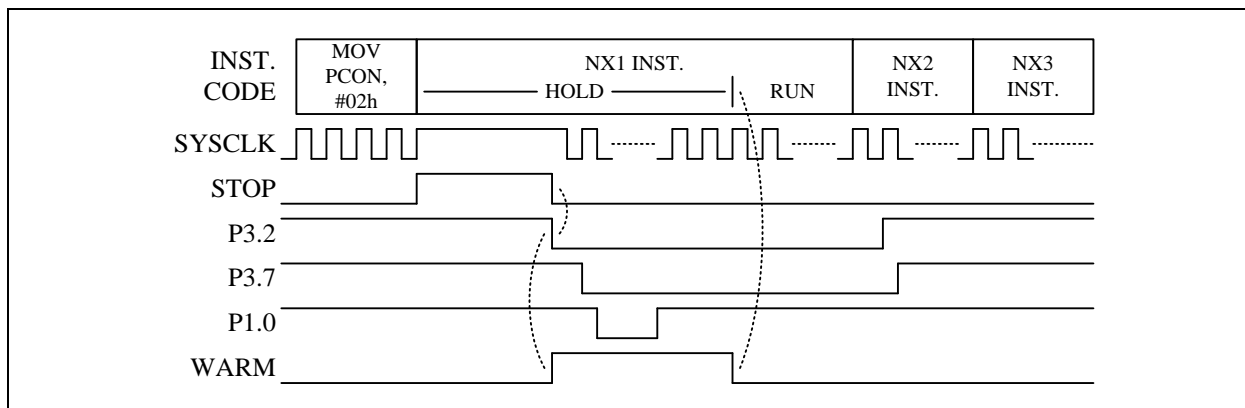 INST.
CODE
MOV
PCON,
#02h
NX1 INST.
HOLD
RUN
NX2
INST.
NX3
INST.
SYSCLK
STOP
P3.2
P3.7
P1.0
WARM